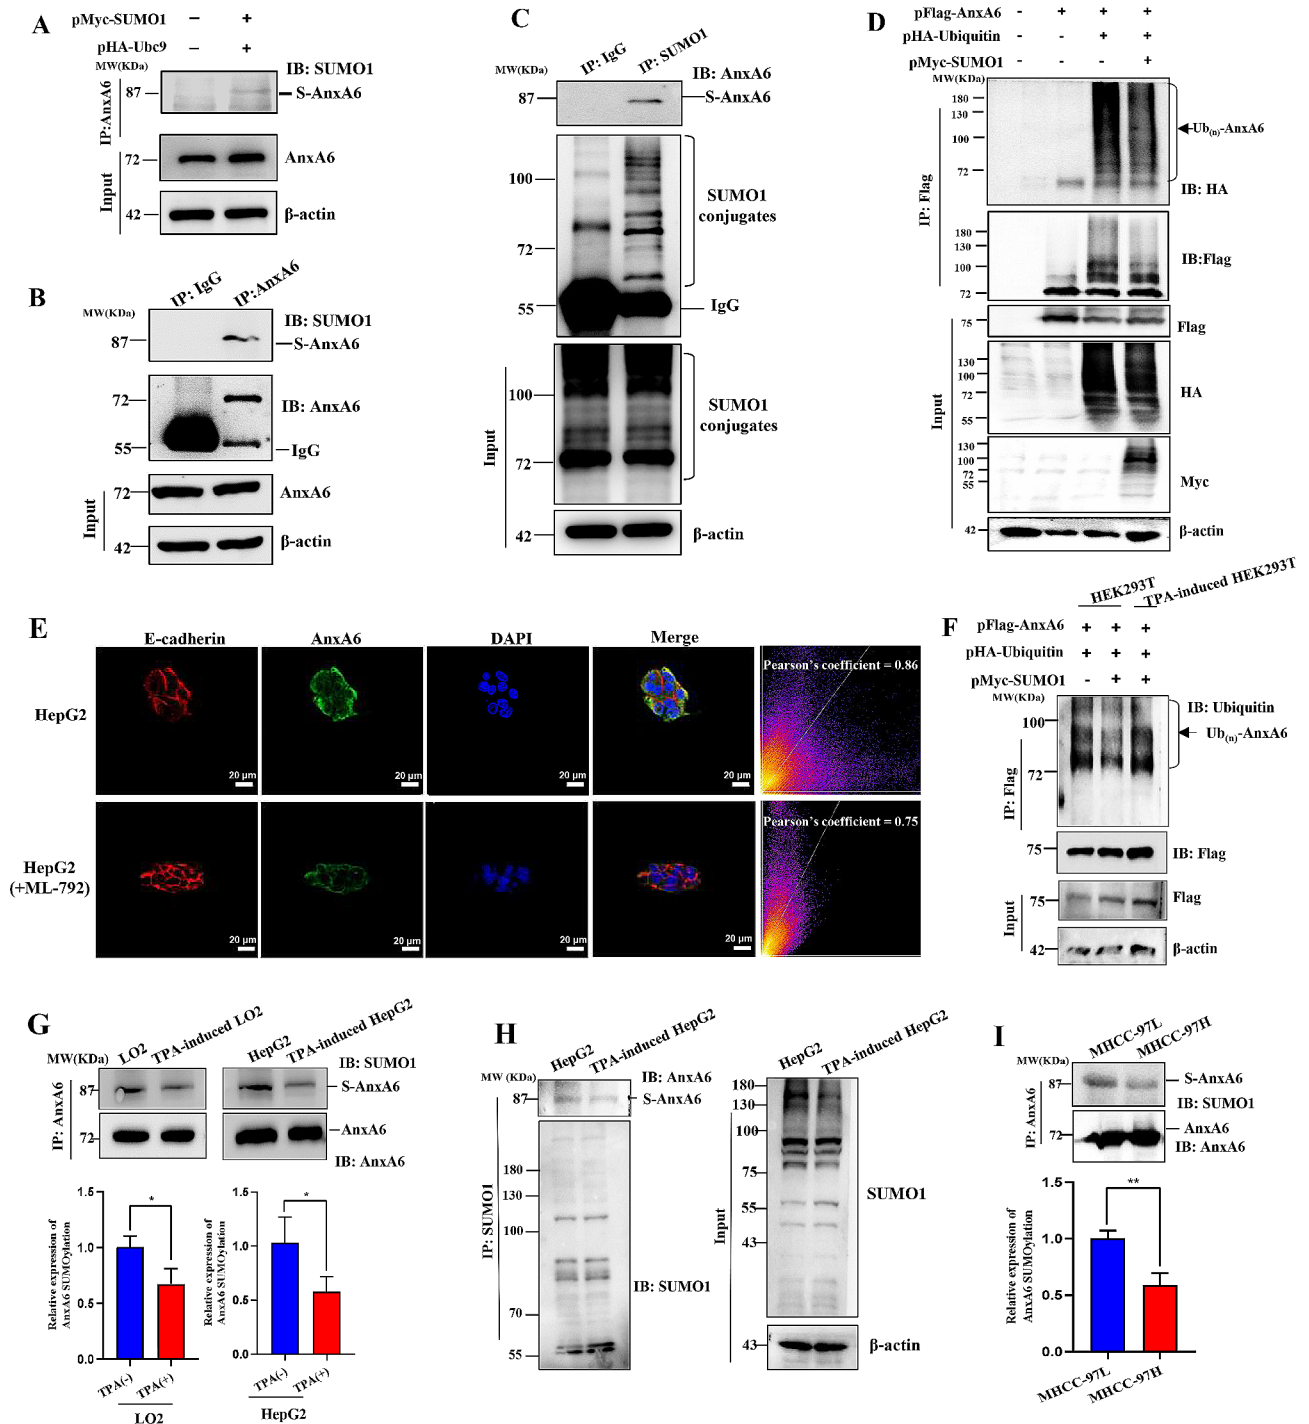 A
pMyc-SUMO1 – +
pHA-Ubc9 – +
MW(KDa)
IB: SUMO1
87
S-AnxA6
IP:AnxA6
72
AnxA6
Input
42
β-actin
B
IP: IgG
IP:AnxA6
MW(KDa)
IB: SUMO1
87
S-AnxA6
72
IB: AnxA6
55
IgG
72
AnxA6
Input
42
β-actin
C
IP: IgG
IP: SUMO1
MW(KDa)
IB: AnxA6
87
S-AnxA6
100
SUMO1
conjugates
72
55
IgG
100
SUMO1
conjugates
72
Input
42
β-actin
D
pFlag-AnxA6 - + + +
pHA-Ubiquitin - - + +
pMyc-SUMO1 - - - +
MW(KDa)
180
130
100
72
Ub(n)-AnxA6
IB: HA
IP: Flag
180
130
100
72
IB:Flag
75
Flag
130
100
72
55
HA
Input
130
100
72
55
Myc
42
β-actin
E
E-cadherin AnxA6 DAPI Merge
HepG2
20 μm
20 μm
20 μm
20 μm
Pearson's coefficient = 0.86
HepG2
(+ML-792)
20 μm
20 μm
20 μm
20 μm
Pearson's coefficient = 0.75
F
HEK293T
TPA-induced HEK293T
pFlag-AnxA6 + + +
pHA-Ubiquitin + + +
pMyc-SUMO1 - + +
MW(KDa)
IB: Ubiquitin
100
Ub(n)-AnxA6
72
IP: Flag
75
IB: Flag
75
Flag
Input
42
β-actin
G
LO2
TPA-induced LO2
HepG2
TPA-induced HepG2
MW(KDa)
IB: SUMO1
87
S-AnxA6
IP: AnxA6
72
AnxA6
IB: AnxA6
Relative expression of
AnxA6 SUMOylation
1.5
1.0
0.5
0.0
*
TPA(-)
TPA(+)
LO2
Relative expression of
AnxA6 SUMOylation
1.5
1.0
0.5
0.0
*
TPA(-)
TPA(+)
HepG2
H
HepG2
TPA-induced HepG2
MW (KDa)
IB: AnxA6
87
S-AnxA6
180
130
100
70
55
IP: SUMO1
IB: SUMO1
HepG2
TPA-induced HepG2
180
130
100
75
55
43
SUMO1
Input
43
β-actin
I
MHCC-97L
MHCC-97H
MW(KDa)
87
S-AnxA6
IB: SUMO1
IP: AnxA6
72
AnxA6
IB: AnxA6
Relative expression of
AnxA6 SUMOylation
1.5
1.0
0.5
0.0
**
MHCC-97L
MHCC-97H